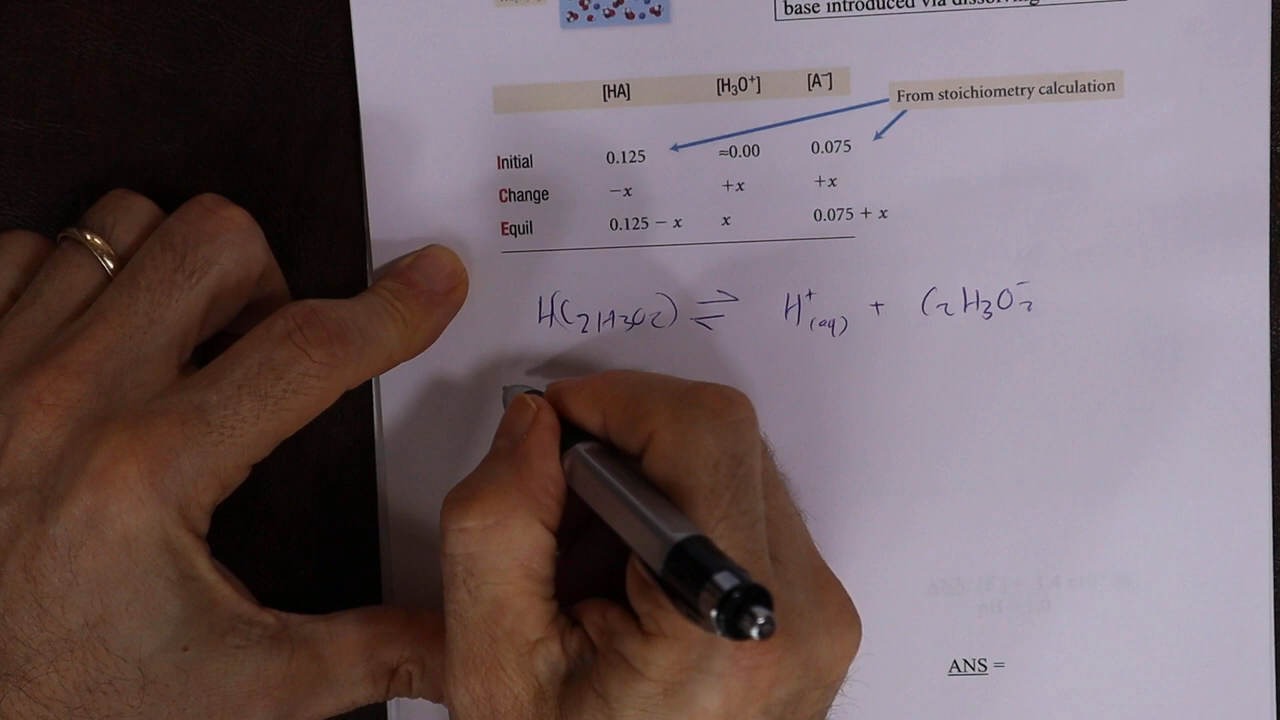 base introduced via dissolving
[HA] [H₃O⁺] [A⁻]
From stoichiometry calculation
Initial 0.125 ≈0.00 0.075
Change −x +x +x
Equil 0.125 − x x 0.075 + x
HC₂H₃O₂ ⇌ H⁺(aq) + C₂H₃O₂⁻
ANS =